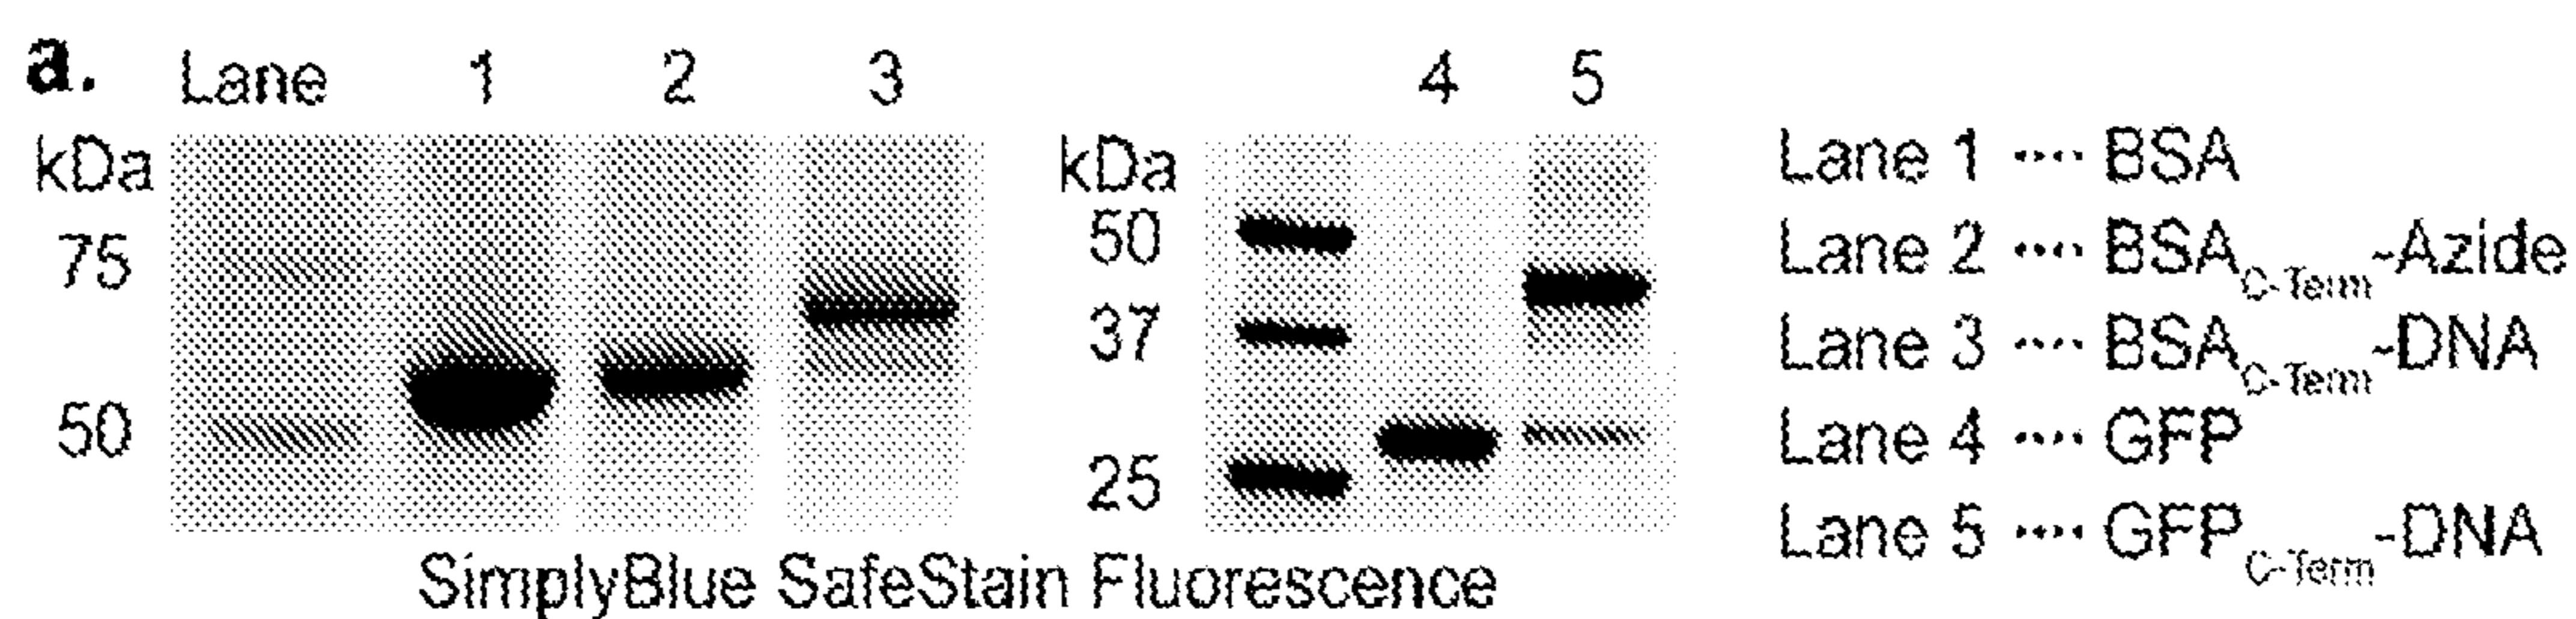 a. Lane 1 2 3 4 5
kDa
75
50
kDa
50
37
25
SimplyBlue SafeStain Fluorescence
Lane 1 ···· BSA
Lane 2 ···· BSAC-Term-Azide
Lane 3 ···· BSAC-Term-DNA
Lane 4 ···· GFP
Lane 5 ···· GFPC-Term-DNA